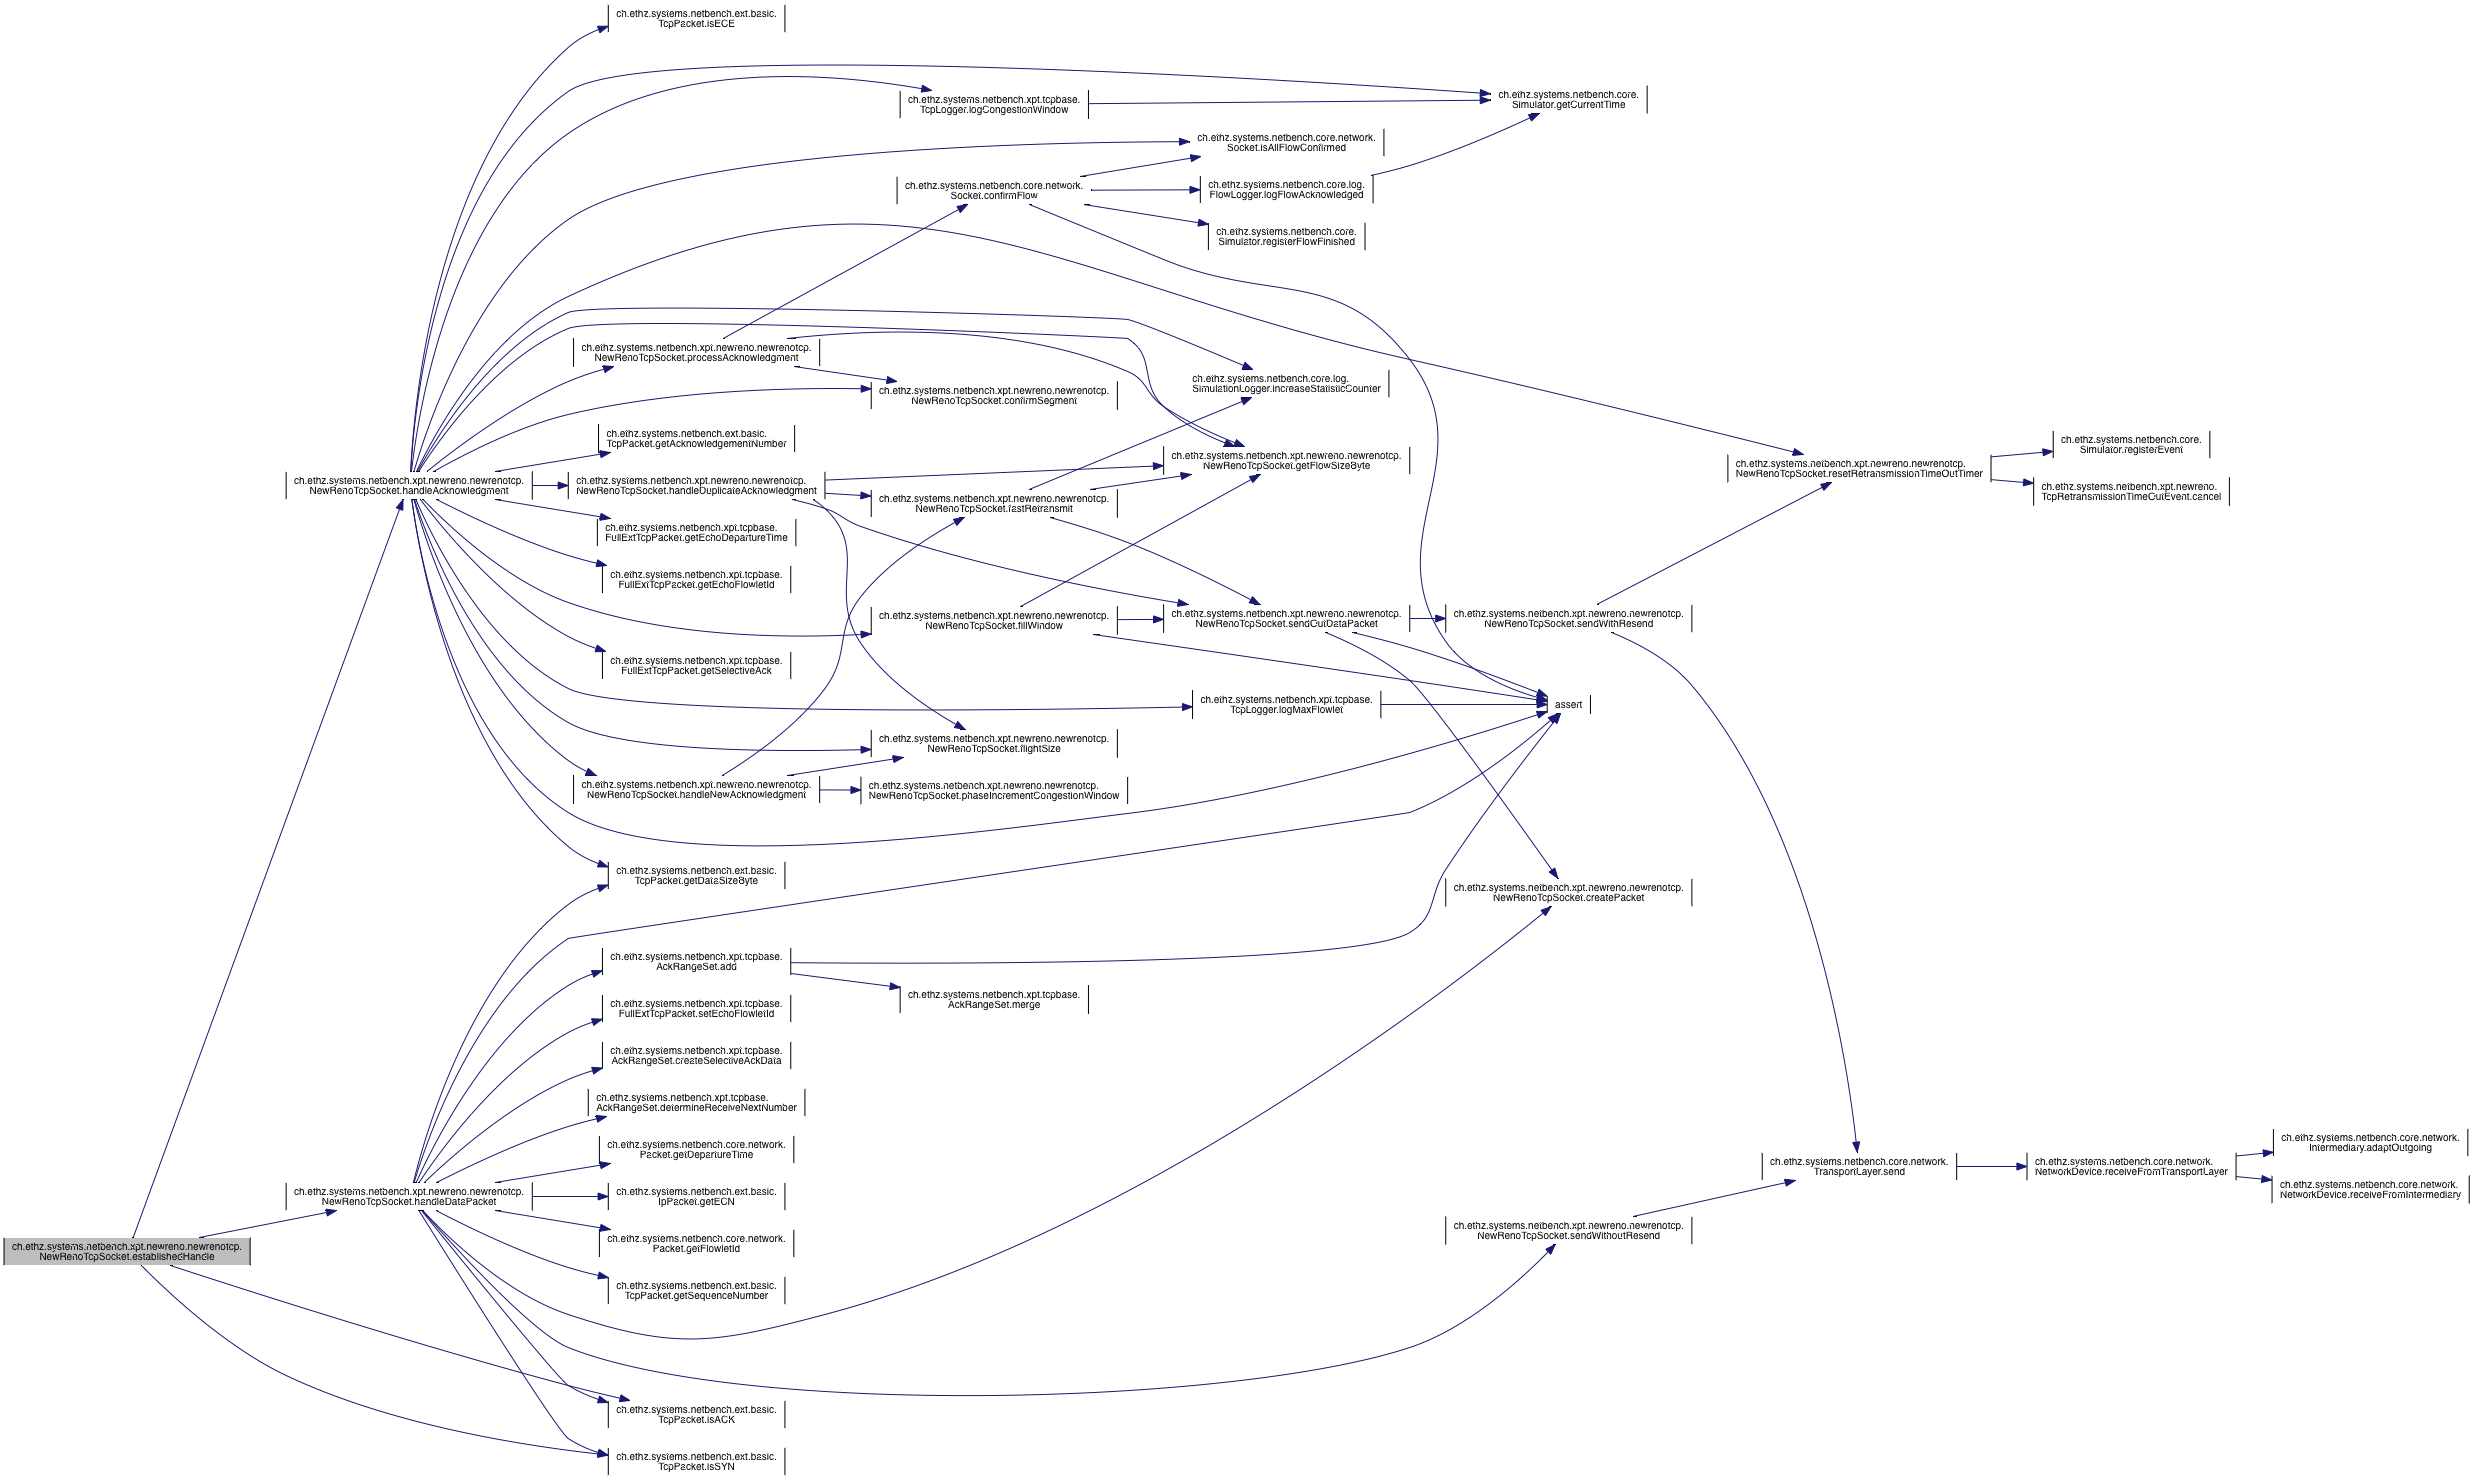 ch.ethz.systems.netbench.ext.basic.
TcpPacket.isECE
ch.ethz.systems.netbench.core.
Simulator.getCurrentTime
ch.ethz.systems.netbench.xpt.tcpbase.
TcpLogger.logCongestionWindow
ch.ethz.systems.netbench.core.network.
Socket.isAllFlowConfirmed
ch.ethz.systems.netbench.core.network.
Socket.confirmFlow
ch.ethz.systems.netbench.core.log.
FlowLogger.logFlowAcknowledged
ch.ethz.systems.netbench.core.
Simulator.registerFlowFinished
ch.ethz.systems.netbench.xpt.newreno.newrenotcp.
NewRenoTcpSocket.processAcknowledgment
ch.ethz.systems.netbench.core.log.
SimulationLogger.increaseStatisticCounter
ch.ethz.systems.netbench.xpt.newreno.newrenotcp.
NewRenoTcpSocket.confirmSegment
ch.ethz.systems.netbench.ext.basic.
TcpPacket.getAcknowledgementNumber
ch.ethz.systems.netbench.core.
Simulator.registerEvent
ch.ethz.systems.netbench.xpt.newreno.newrenotcp.
NewRenoTcpSocket.getFlowSizeByte
ch.ethz.systems.netbench.xpt.newreno.newrenotcp.
NewRenoTcpSocket.resetRetransmissionTimeOutTimer
ch.ethz.systems.netbench.xpt.newreno.newrenotcp.
NewRenoTcpSocket.handleAcknowledgment
ch.ethz.systems.netbench.xpt.newreno.newrenotcp.
NewRenoTcpSocket.handleDuplicateAcknowledgment
ch.ethz.systems.netbench.xpt.newreno.
TcpRetransmissionTimeOutEvent.cancel
ch.ethz.systems.netbench.xpt.newreno.newrenotcp.
NewRenoTcpSocket.fastRetransmit
ch.ethz.systems.netbench.xpt.tcpbase.
FullExtTcpPacket.getEchoDepartureTime
ch.ethz.systems.netbench.xpt.tcpbase.
FullExtTcpPacket.getEchoFlowletId
ch.ethz.systems.netbench.xpt.newreno.newrenotcp.
NewRenoTcpSocket.fillWindow
ch.ethz.systems.netbench.xpt.newreno.newrenotcp.
NewRenoTcpSocket.sendOutDataPacket
ch.ethz.systems.netbench.xpt.newreno.newrenotcp.
NewRenoTcpSocket.sendWithResend
ch.ethz.systems.netbench.xpt.tcpbase.
FullExtTcpPacket.getSelectiveAck
ch.ethz.systems.netbench.xpt.tcpbase.
TcpLogger.logMaxFlowlet
assert
ch.ethz.systems.netbench.xpt.newreno.newrenotcp.
NewRenoTcpSocket.flightSize
ch.ethz.systems.netbench.xpt.newreno.newrenotcp.
NewRenoTcpSocket.handleNewAcknowledgment
ch.ethz.systems.netbench.xpt.newreno.newrenotcp.
NewRenoTcpSocket.phaseIncrementCongestionWindow
ch.ethz.systems.netbench.ext.basic.
TcpPacket.getDataSizeByte
ch.ethz.systems.netbench.xpt.newreno.newrenotcp.
NewRenoTcpSocket.createPacket
ch.ethz.systems.netbench.xpt.tcpbase.
AckRangeSet.add
ch.ethz.systems.netbench.xpt.tcpbase.
AckRangeSet.merge
ch.ethz.systems.netbench.xpt.tcpbase.
FullExtTcpPacket.setEchoFlowletId
ch.ethz.systems.netbench.xpt.tcpbase.
AckRangeSet.createSelectiveAckData
ch.ethz.systems.netbench.xpt.tcpbase.
AckRangeSet.determineReceiveNextNumber
ch.ethz.systems.netbench.core.network.
Packet.getDepartureTime
ch.ethz.systems.netbench.core.network.
Intermediary.adaptOutgoing
ch.ethz.systems.netbench.core.network.
TransportLayer.send
ch.ethz.systems.netbench.core.network.
NetworkDevice.receiveFromTransportLayer
ch.ethz.systems.netbench.core.network.
NetworkDevice.receiveFromIntermediary
ch.ethz.systems.netbench.xpt.newreno.newrenotcp.
NewRenoTcpSocket.handleDataPacket
ch.ethz.systems.netbench.ext.basic.
IpPacket.getECN
ch.ethz.systems.netbench.xpt.newreno.newrenotcp.
NewRenoTcpSocket.sendWithoutResend
ch.ethz.systems.netbench.core.network.
Packet.getFlowletId
ch.ethz.systems.netbench.xpt.newreno.newrenotcp.
NewRenoTcpSocket.establishedHandle
ch.ethz.systems.netbench.ext.basic.
TcpPacket.getSequenceNumber
ch.ethz.systems.netbench.ext.basic.
TcpPacket.isACK
ch.ethz.systems.netbench.ext.basic.
TcpPacket.isSYN